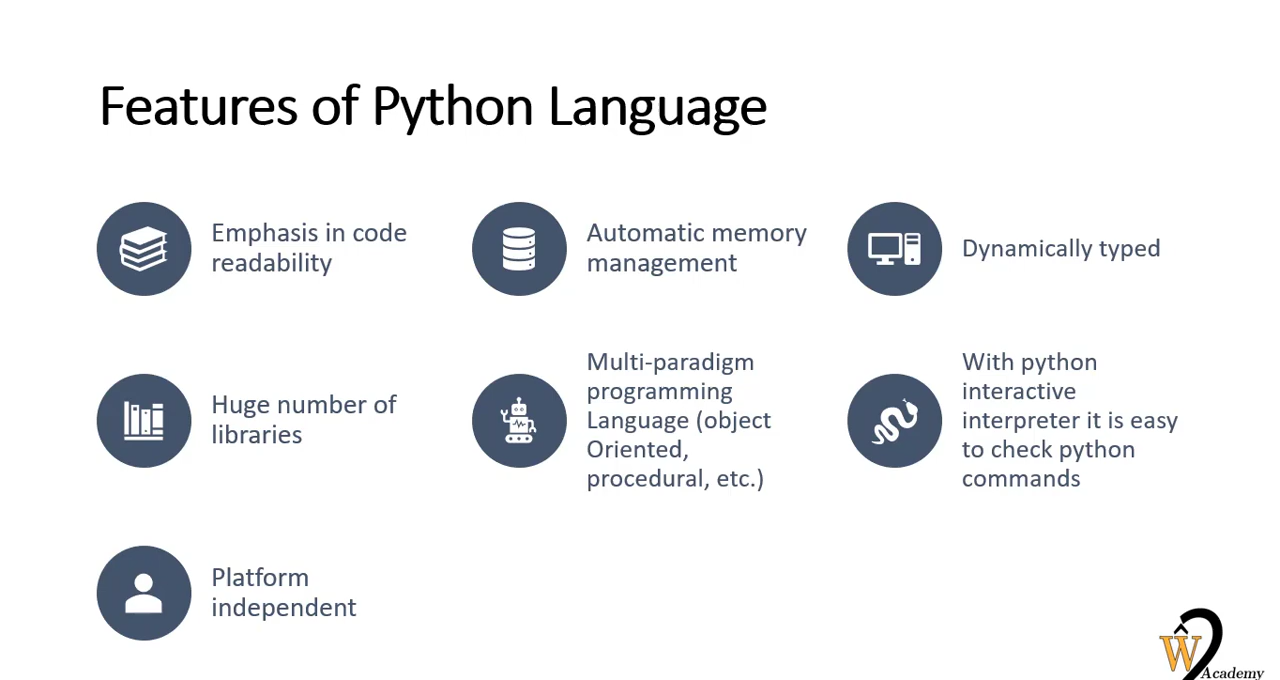 Features of Python Language
Emphasis in code
readability
Automatic memory
management
Dynamically typed
Huge number of
libraries
Multi-paradigm
programming
Language (object
Oriented,
procedural, etc.)
With python
interactive
interpreter it is easy
to check python
commands
Platform
independent
Academy